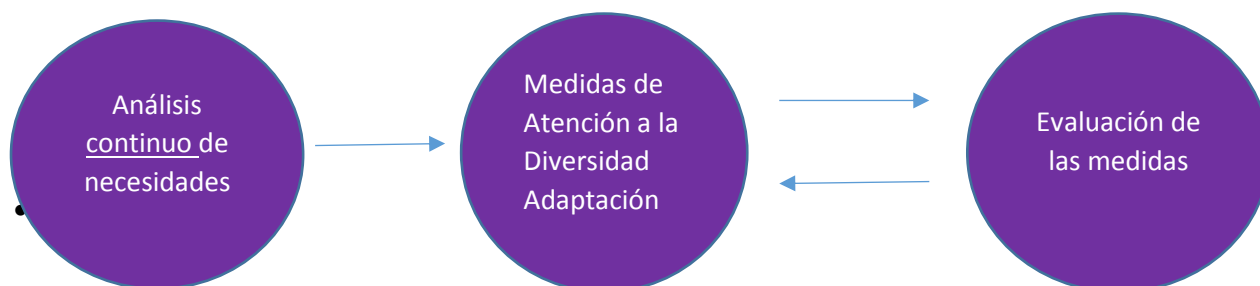 Análisis
continuo de
necesidades
Medidas de
Atención a la
Diversidad
Adaptación
Evaluación de
las medidas